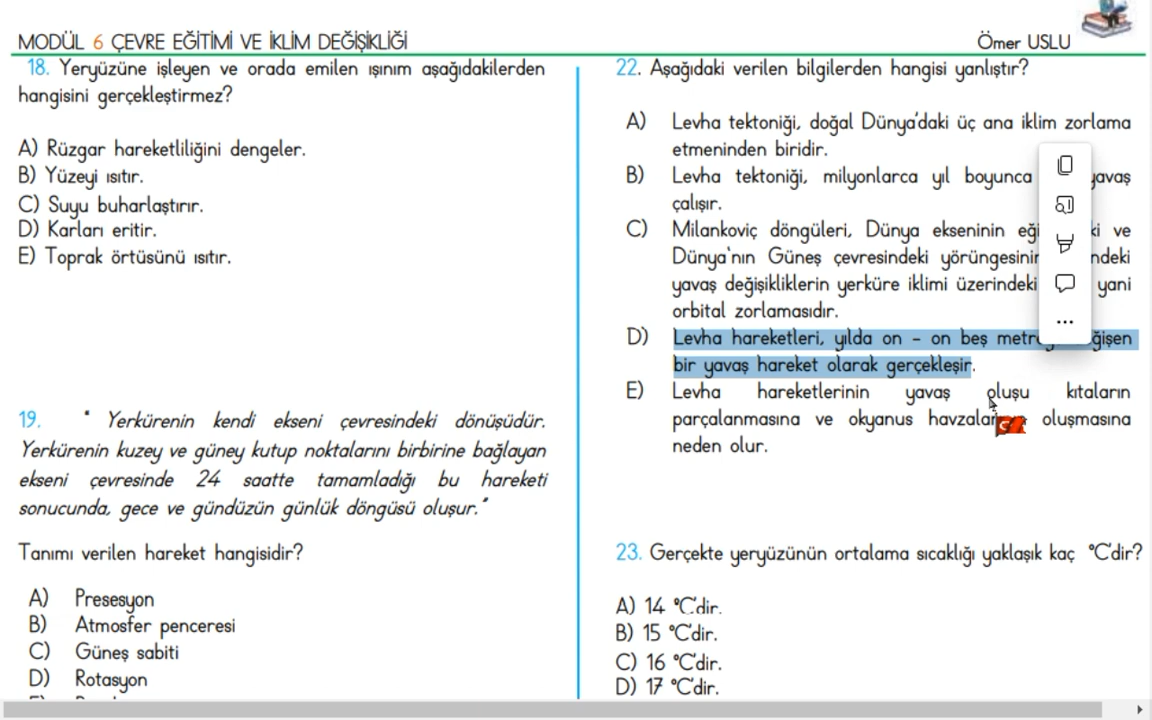 MODÜL 6 ÇEVRE EĞİTİMİ VE İKLİM DEĞİŞİKLİĞİ
Ömer USLU
18. Yeryüzüne işleyen ve orada emilen ışınım aşağıdakilerden
hangisini gerçekleştirmez?
A) Rüzgar hareketliliğini dengeler.
B) Yüzeyi ısıtır.
C) Suyu buharlaştırır.
D) Karları eritir.
E) Toprak örtüsünü ısıtır.
19. " Yerkürenin kendi ekseni çevresindeki dönüşüdür.
Yerkürenin kuzey ve güney kutup noktalarını birbirine bağlayan
ekseni çevresinde 24 saatte tamamladığı bu hareketi
sonucunda, gece ve gündüzün günlük döngüsü oluşur."
Tanımı verilen hareket hangisidir?
A) Presesyon
B) Atmosfer penceresi
C) Güneş sabiti
D) Rotasyon
22. Aşağıdaki verilen bilgilerden hangisi yanlıştır?
A) Levha tektoniği, doğal Dünya'daki üç ana iklim zorlama
etmeninden biridir.
B) Levha tektoniği, milyonlarca yıl boyunca yavaş
çalışır.
C) Milankoviç döngüleri, Dünya ekseninin ve
Dünya'nın Güneş çevresindeki
yavaş değişikliklerin yerküre iklimi üzerindeki yani
orbital zorlamasıdır.
D) Levha hareketleri, yılda on - on beş
bir yavaş hareket olarak gerçekleşir.
E) Levha hareketlerinin yavaş oluşu kıtaların
parçalanmasına ve okyanus oluşmasına
neden olur.
23. Gerçekte yeryüzünün ortalama sıcaklığı yaklaşık kaç °C'dir?
A) 14 °C'dir.
B) 15 °C'dir.
C) 16 °C'dir.
D) 17 °C'dir.